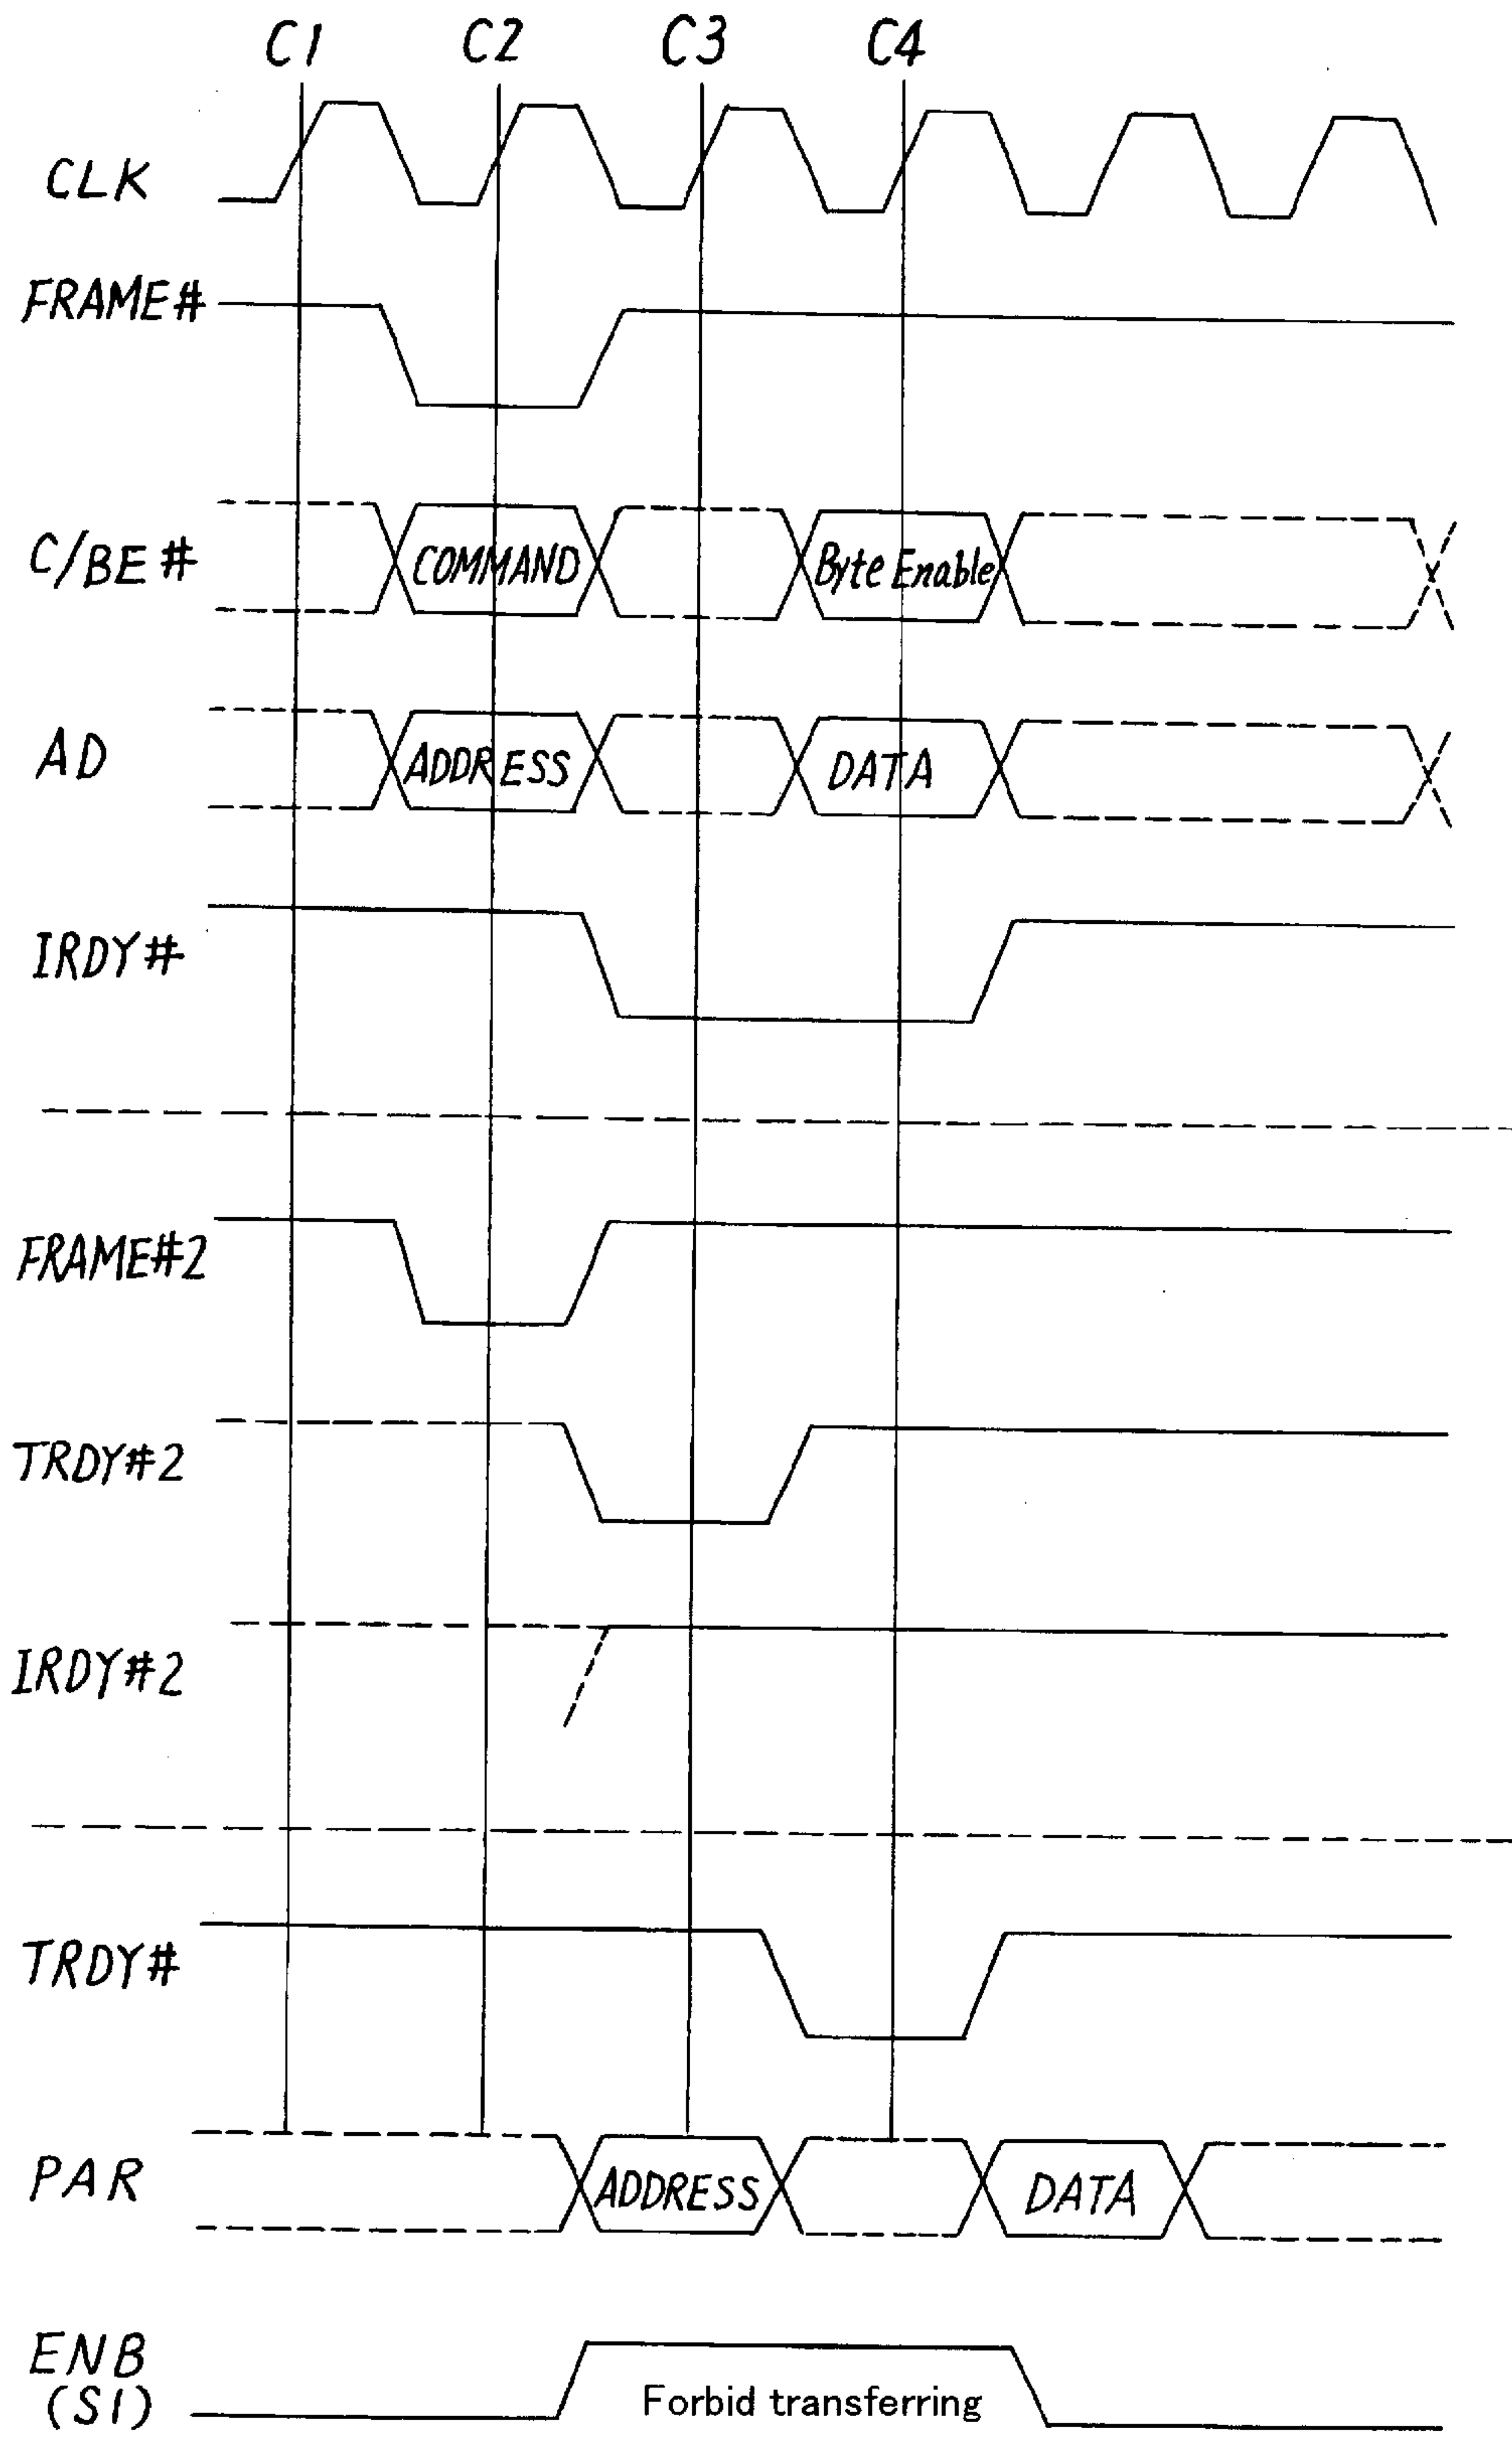 C1 C2 C3 C4
CLK
FRAME#
C/BE# COMMAND Byte Enable
AD ADDRESS DATA
IRDY#
FRAME#2
TRDY#2
IRDY#2
TRDY#
PAR ADDRESS DATA
ENB
(S1) Forbid transferring